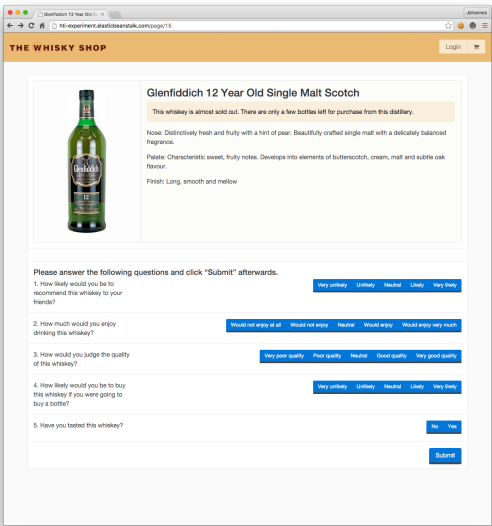 Glenfiddich 12 Year Old Si
Johannes
hti-experiment.elasticbeanstalk.com/page/15
THE WHISKY SHOP
Login
Glenfiddich 12 Year Old Single Malt Scotch
This whiskey is almost sold out. There are only a few bottles left for purchase from this distillery.
Nose: Distinctively fresh and fruity with a hint of pear. Beautifully crafted single malt with a delicately balanced
fragrance.
Palate: Characteristic sweet, fruity notes. Develops into elements of butterscotch, cream, malt and subtle oak
flavour.
Finish: Long, smooth and mellow
Glenfiddich
12
Please answer the following questions and click “Submit” afterwards.
1. How likely would you be to
recommend this whiskey to your
friends?
Very unlikely Unlikely Neutral Likely Very likely
2. How much would you enjoy
drinking this whiskey?
Would not enjoy at all Would not enjoy Neutral Would enjoy Would enjoy very much
3. How would you judge the quality
of this whiskey?
Very poor quality Poor quality Neutral Good quality Very good quality
4. How likely would you be to buy
this whiskey if you were going to
buy a bottle?
Very unlikely Unlikely Neutral Likely Very likely
5. Have you tasted this whiskey?
No Yes
Submit